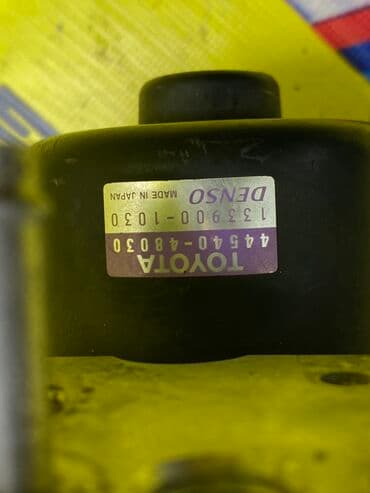 TOYOTA
44540-48030
133900-1030
DENSO MADE IN JAPAN